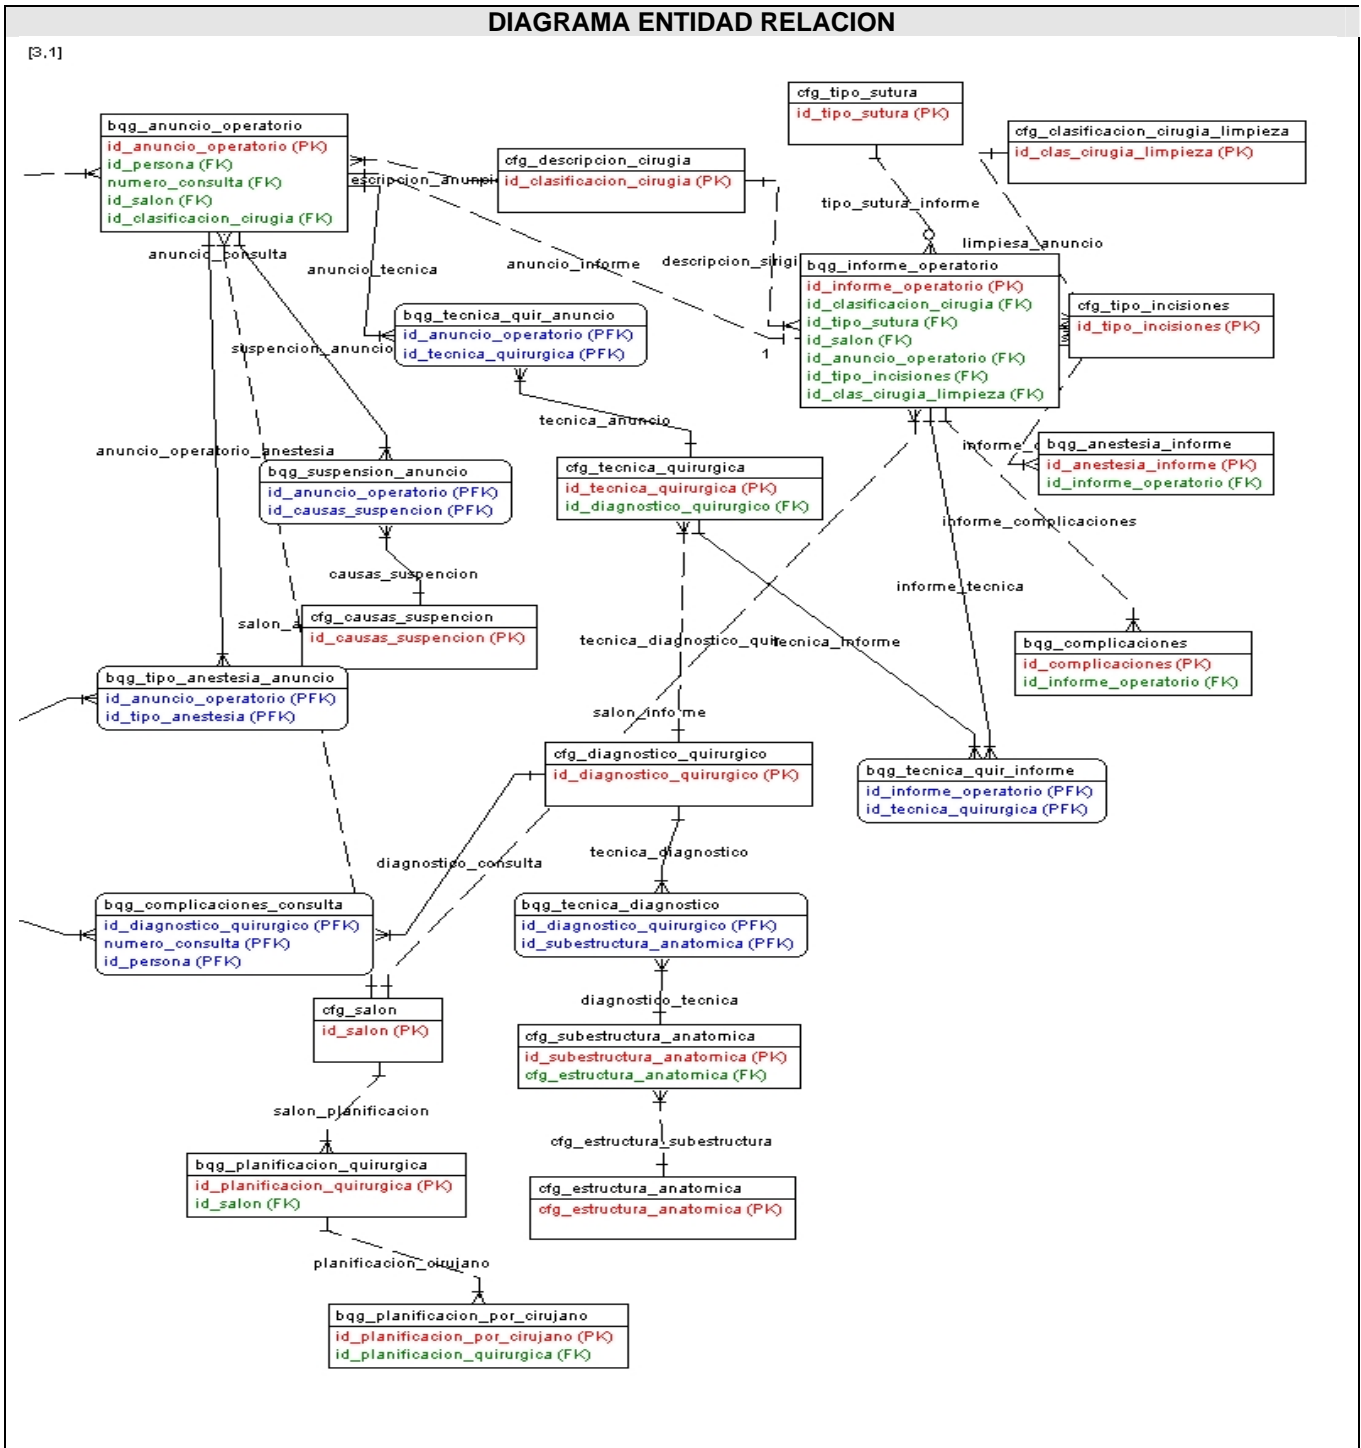 DIAGRAMA ENTIDAD RELACION
[3,1]
cfg_tipo_sutura
id_tipo_sutura (PK)
bqg_anuncio_operatorio
id_anuncio_operatorio (PK)
id_persona (FK)
numero_consulta (FK)
id_salon (FK)
id_clasificacion_cirugia (FK)
cfg_clasificacion_cirugia_limpieza
id_clas_cirugia_limpieza (PK)
cfg_descripcion_cirugia
id_clasificacion_cirugia (PK)
tipo_sutura_informe
limpiesa_anuncio
anuncio_consulta
anuncio_tecnica
anuncio_informe
descripcion_sirigi
bqg_informe_operatorio
id_informe_operatorio (PK)
id_clasificacion_cirugia (FK)
id_tipo_sutura (FK)
id_salon (FK)
id_anuncio_operatorio (FK)
id_tipo_incisiones (FK)
id_clas_cirugia_limpieza (FK)
cfg_tipo_incisiones
id_tipo_incisiones (PK)
bqg_tecnica_quir_anuncio
id_anuncio_operatorio (PFK)
id_tecnica_quirurgica (PFK)
suspencion_anuncio
1
tecnica_anuncio
anuncio_operatorio_anestesia
informe_
bqg_anestesia_informe
id_anestesia_informe (PK)
id_informe_operatorio (FK)
bqg_suspension_anuncio
id_anuncio_operatorio (PFK)
id_causas_suspension (PFK)
cfg_tecnica_quirurgica
id_tecnica_quirurgica (PK)
id_diagnostico_quirurgico (FK)
informe_complicaciones
causas_suspencion
informe_tecnica
cfg_causas_suspencion
id_causas_suspencion (PK)
salon_a
tecnica_diagnostico_qui
tecnica_informe
bqg_complicaciones
id_complicaciones (PK)
id_informe_operatorio (FK)
bqg_tipo_anestesia_anuncio
id_anuncio_operatorio (PFK)
id_tipo_anestesia (PFK)
salon_informe
cfg_diagnostico_quirurgico
id_diagnostico_quirurgico (PK)
bqg_tecnica_quir_informe
id_informe_operatorio (PFK)
id_tecnica_quirurgica (PFK)
diagnostico_consulta
tecnica_diagnostico
bqg_complicaciones_consulta
id_diagnostico_quirurgico (PFK)
numero_consulta (PFK)
id_persona (PFK)
bqg_tecnica_diagnostico
id_diagnostico_quirurgico (PFK)
id_subestructura_anatomica (PFK)
diagnostico_tecnica
cfg_salon
id_salon (PK)
cfg_subestructura_anatomica
id_subestructura_anatomica (PK)
cfg_estructura_anatomica (FK)
salon_planificacion
cfg_estructura_subestructura
bqg_planificacion_quirurgica
id_planificacion_quirurgica (PK)
id_salon (FK)
cfg_estructura_anatomica
cfg_estructura_anatomica (PK)
planificacion_cirujano
bqg_planificacion_por_cirujano
id_planificacion_por_cirujano (PK)
id_planificacion_quirurgica (FK)